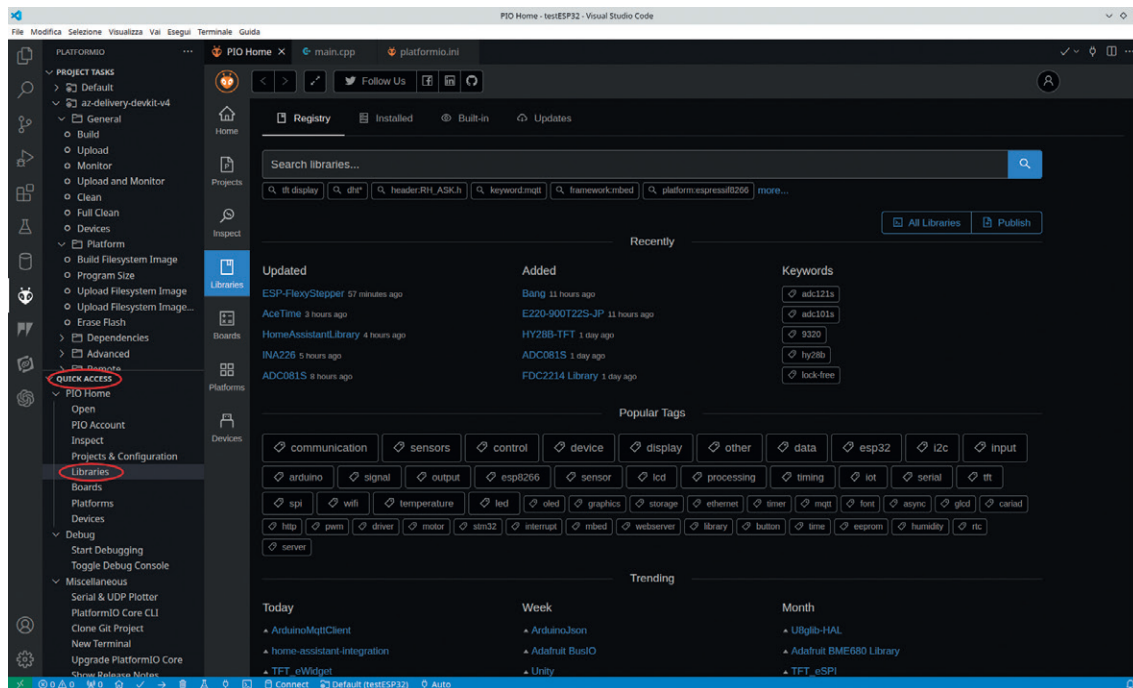 PIO Home - testESP32 - Visual Studio Code
File Modifica Selezione Visualizza Vai Esegui Terminale Guida
PLATFORMIO
PROJECT TASKS
Default
az-delivery-devkit-v4
General
Build
Upload
Monitor
Upload and Monitor
Clean
Full Clean
Devices
Platform
Build Filesystem Image
Program Size
Upload Filesystem Image
Upload Filesystem Image...
Erase Flash
Dependencies
Advanced
Remote
QUICK ACCESS
PIO Home
Open
PIO Account
Inspect
Projects & Configuration
Libraries
Boards
Platforms
Devices
Debug
Start Debugging
Toggle Debug Console
Miscellaneous
Serial & UDP Plotter
PlatformIO Core CLI
Clone Git Project
New Terminal
Upgrade PlatformIO Core
Show Release Notes
PIO Home main.cpp platformio.ini
Follow Us
Home
Projects
Inspect
Libraries
Boards
Platforms
Devices
Registry Installed Built-in Updates
Search libraries...
tft display dht* header:RH_ASK.h keyword:mqtt framework:mbed platform:espressif8266 more...
All Libraries Publish
Recently
Updated Added Keywords
ESP-FlexyStepper 57 minutes ago Bang 11 hours ago adc121s
AceTime 3 hours ago E220-900T22S-JP 11 hours ago adc101s
HomeAssistantLibrary 4 hours ago HY28B-TFT 1 day ago 9320
INA226 5 hours ago ADC081S 1 day ago hy28b
ADC081S 8 hours ago FDC2214 Library 1 day ago lock-free
Popular Tags
communication sensors control device display other data esp32 i2c input
arduino signal output esp8266 sensor lcd processing timing iot serial tft
spi wifi temperature led oled graphics storage ethernet timer mqtt font async glcd cariad
http pwm driver motor stm32 interrupt mbed webserver library button time eeprom humidity rtc
server
Trending
Today Week Month
ArduinoMqttClient ArduinoJson U8glib-HAL
home-assistant-integration Adafruit BusIO Adafruit BME680 Library
TFT_eWidget Unity TFT_eSPI
0 0 0 Connect Default (testESP32) Auto